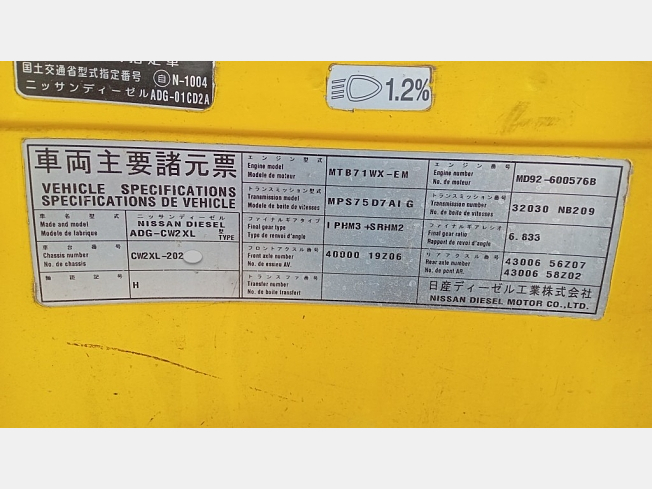 国土交通省型式指定番号 自 N-1004
ニッサンディーゼル ADG-01CD2A
1.2%
車両主要諸元票
VEHICLE SPECIFICATIONS
SPECIFICATIONS DE VEHICLE
車名型式
Made and model
Modele de fabrique
ニッサンディーゼル
NISSAN DIESEL
ADG-CW2XL 型 TYPE
車台番号
Chassis number
No. de chassis
CW2XL-202
H
エンジン型式
Engine model
Modele de moteur
MTB71WX-EM
トランスミッション型式
Transmission model
Modele de boite de vitesses
MPS75D7AI G
ファイナルギアタイプ
Final gear type
Type de renvoi d'angle
I PHM3+SRHM2
フロントアクスル番号
Front axle number
No. de essieu AV.
40000 19Z06
トランスファ番号
Transfer number
No. de boite transfert
エンジン番号
Engine number
No. de moteur
MD92-600576B
トランスミッション番号
Transmission number
No. de boite de vitesses
32030 NB209
ファイナルギアレシオ
Final gear ratio
Rapport de renvoi d'angle
6.833
リアアクスル番号
Rear axle number
No. de pont AR.
43006 56Z07
43006 58Z02
日産ディーゼル工業株式会社
NISSAN DIESEL MOTOR CO., LTD.